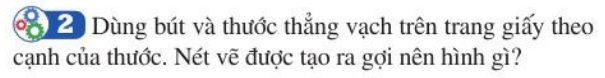 2 Dùng bút và thước thẳng vạch trên trang giấy theo
cạnh của thước. Nét vẽ được tạo ra gợi nên hình gì?